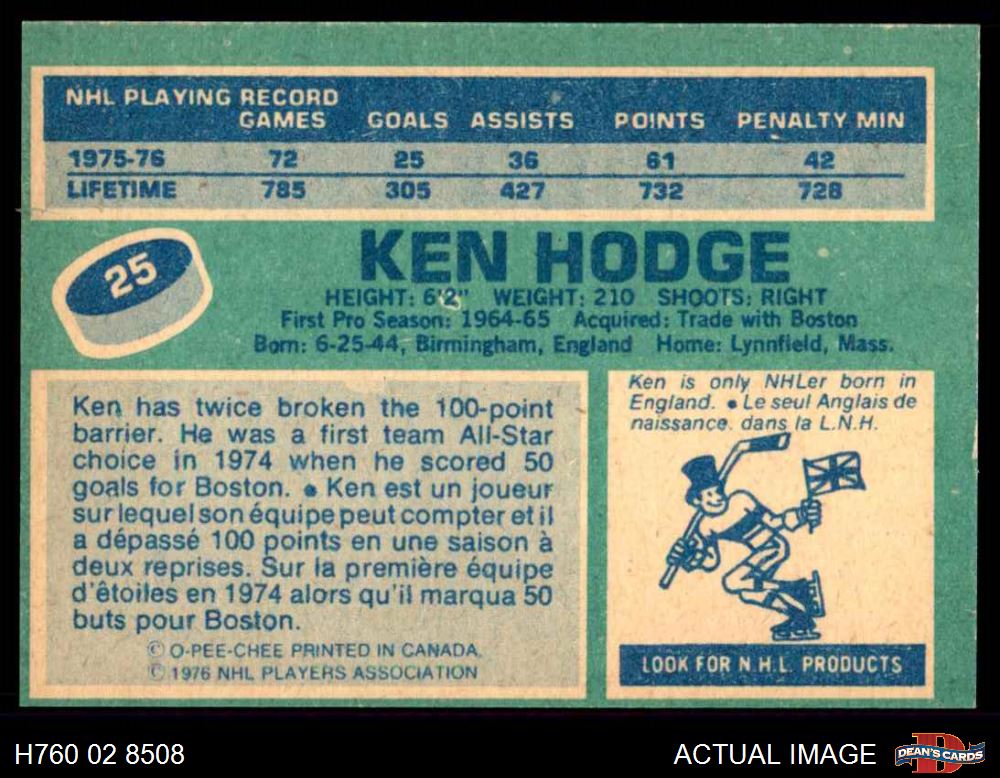 NHL PLAYING RECORD
GAMES GOALS ASSISTS POINTS PENALTY MIN
1975-76 72 25 36 61 42
LIFETIME 785 305 427 732 728
25
KEN HODGE
HEIGHT: 6'2" WEIGHT: 210 SHOOTS: RIGHT
First Pro Season: 1964-65 Acquired: Trade with Boston
Born: 6-25-44, Birmingham, England Home: Lynnfield, Mass.
Ken has twice broken the 100-point
barrier. He was a first team All-Star
choice in 1974 when he scored 50
goals for Boston. • Ken est un joueur
sur lequel son équipe peut compter et il
a dépassé 100 points en une saison à
deux reprises. Sur la première équipe
d'êtoiles en 1974 alors qu'il marqua 50
buts pour Boston.
© O-PEE-CHEE PRINTED IN CANADA.
© 1976 NHL PLAYERS ASSOCIATION
Ken is only NHLer born in
England. • Le seul Anglais de
naissance. dans la L.N.H.
LOOK FOR N.H.L. PRODUCTS
H760 02 8508
ACTUAL IMAGE
D
DEAN'S CARDS